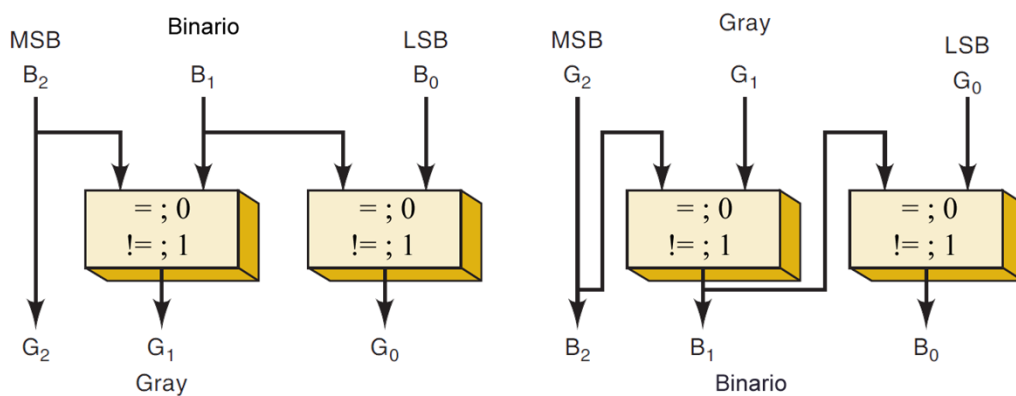 MSB Binario LSB
B₂ B₁ B₀
= ; 0 = ; 0
!= ; 1 != ; 1
G₂ G₁ G₀
Gray
MSB Gray LSB
G₂ G₁ G₀
= ; 0 = ; 0
!= ; 1 != ; 1
B₂ B₁ B₀
Binario